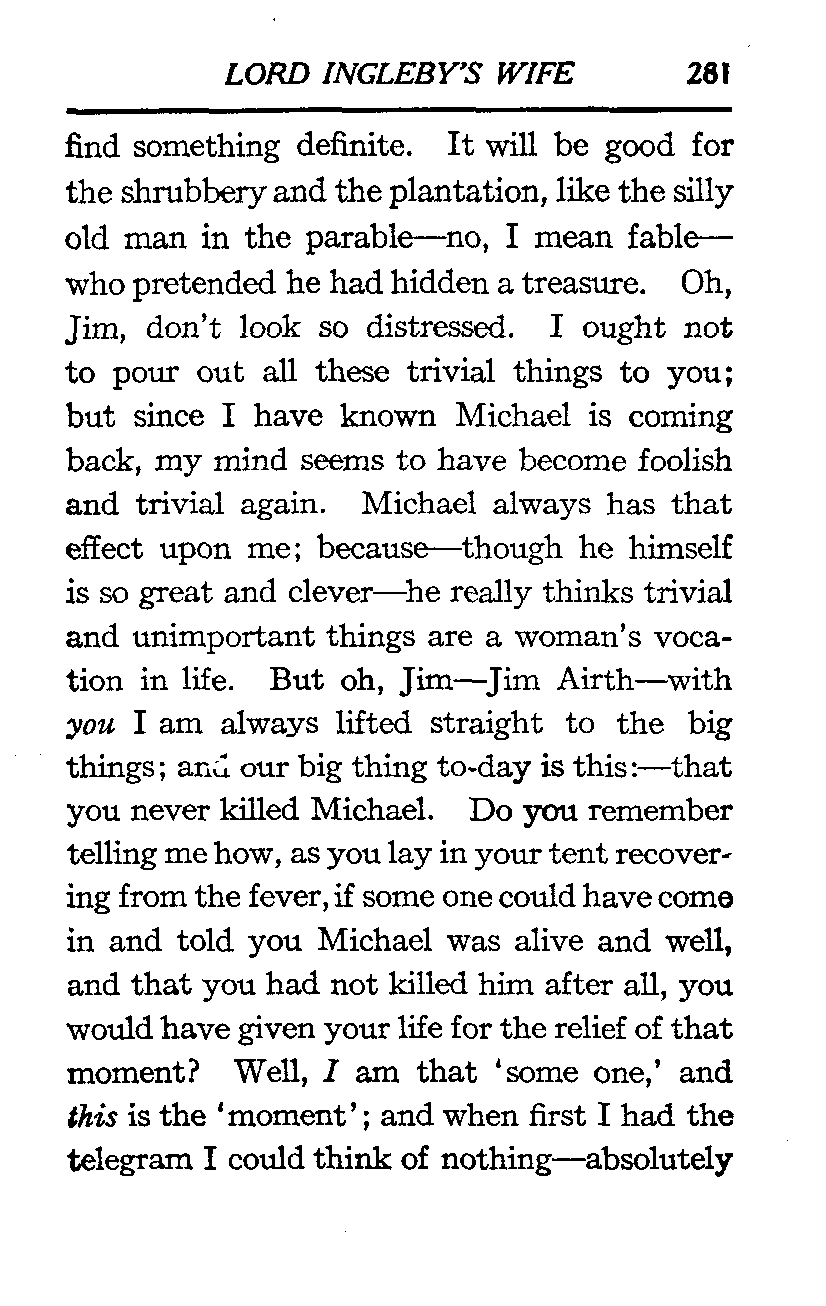 LORD INGLEBY'S WIFE 281
find something definite. It will be good for
the shrubbery and the plantation, like the silly
old man in the parable—no, I mean fable—
who pretended he had hidden a treasure. Oh,
Jim, don't look so distressed. I ought not
to pour out all these trivial things to you;
but since I have known Michael is coming
back, my mind seems to have become foolish
and trivial again. Michael always has that
effect upon me; because—though he himself
is so great and clever—he really thinks trivial
and unimportant things are a woman's voca-
tion in life. But oh, Jim—Jim Airth—with
you I am always lifted straight to the big
things; and our big thing to-day is this:—that
you never killed Michael. Do you remember
telling me how, as you lay in your tent recover-
ing from the fever, if some one could have come
in and told you Michael was alive and well,
and that you had not killed him after all, you
would have given your life for the relief of that
moment? Well, I am that 'some one,' and
this is the 'moment'; and when first I had the
telegram I could think of nothing—absolutely